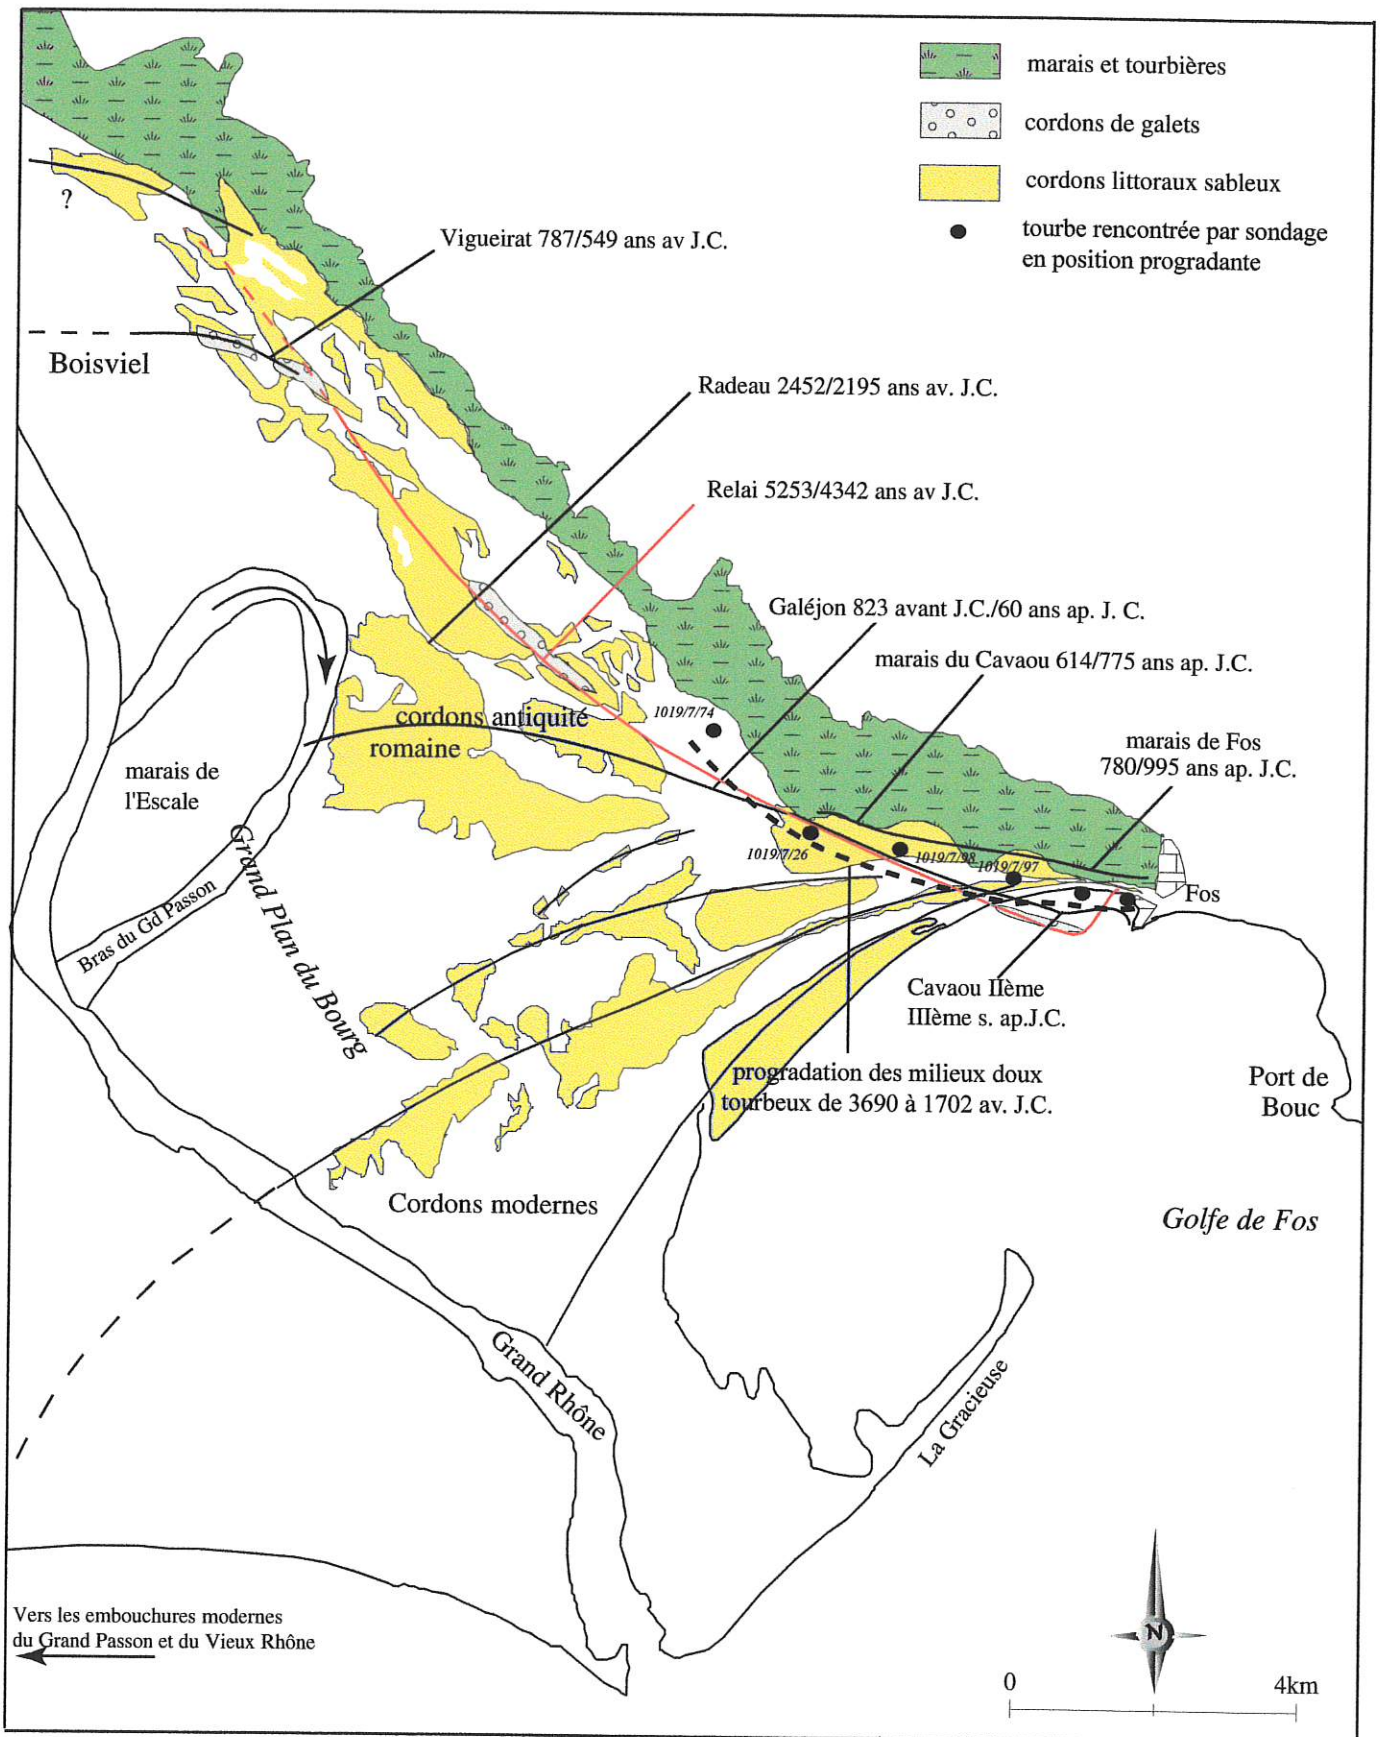 marais et tourbières
cordons de galets
cordons littoraux sableux
tourbe rencontrée par sondage
en position progradante
?
Vigueirat 787/549 ans av J.C.
Boisviel
Radeau 2452/2195 ans av. J.C.
Relai 5253/4342 ans av J.C.
Galéjon 823 avant J.C./60 ans ap. J. C.
marais du Cavaou 614/775 ans ap. J.C.
1019/7/74
cordons antiquité
romaine
marais de Fos
780/995 ans ap. J.C.
marais de
l'Escale
1019/7/26
1019/7/98
1019/7/97
Fos
Grand Plan du Bourg
Bras du Gd Passon
Cavaou IIème
IIIème s. ap.J.C.
progradation des milieux doux
tourbeux de 3690 à 1702 av. J.C.
Port de
Bouc
Cordons modernes
Golfe de Fos
Grand Rhône
La Gracieuse
Vers les embouchures modernes
du Grand Passon et du Vieux Rhône
N
0
4km